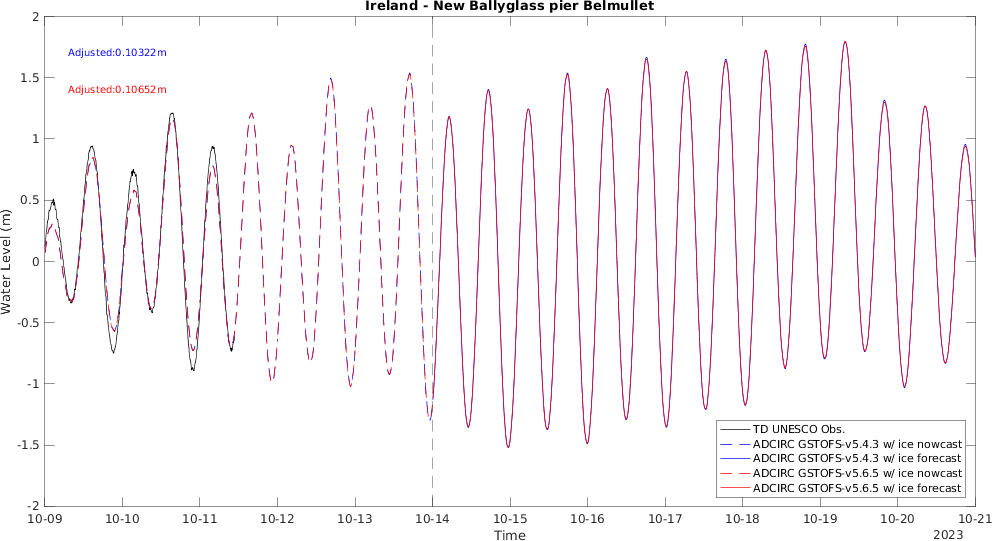 Ireland - New Ballyglass pier Belmullet
2
Adjusted:0.10322m
1.5
Adjusted:0.10652m
1
0.5
Water Level (m)
0
-0.5
-1
TD UNESCO Obs.
-1.5
ADCIRC GSTOFS-v5.4.3 w/ ice nowcast
ADCIRC GSTOFS-v5.4.3 w/ ice forecast
ADCIRC GSTOFS-v5.6.5 w/ ice nowcast
ADCIRC GSTOFS-v5.6.5 w/ ice forecast
-2
10-09 10-10 10-11 10-12 10-13 10-14 10-15 10-16 10-17 10-18 10-19 10-20 10-21
Time
2023